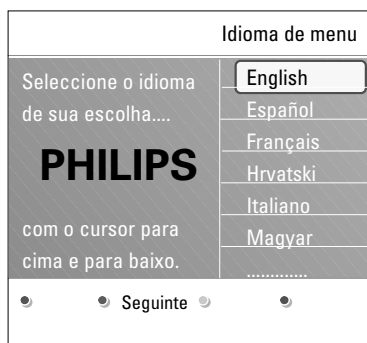 Idioma de menu
Seleccione o idioma
de sua escolha....
PHILIPS
com o cursor para
cima e para baixo.
English
Español
Français
Hrvatski
Italiano
Magyar
.............
Seguinte